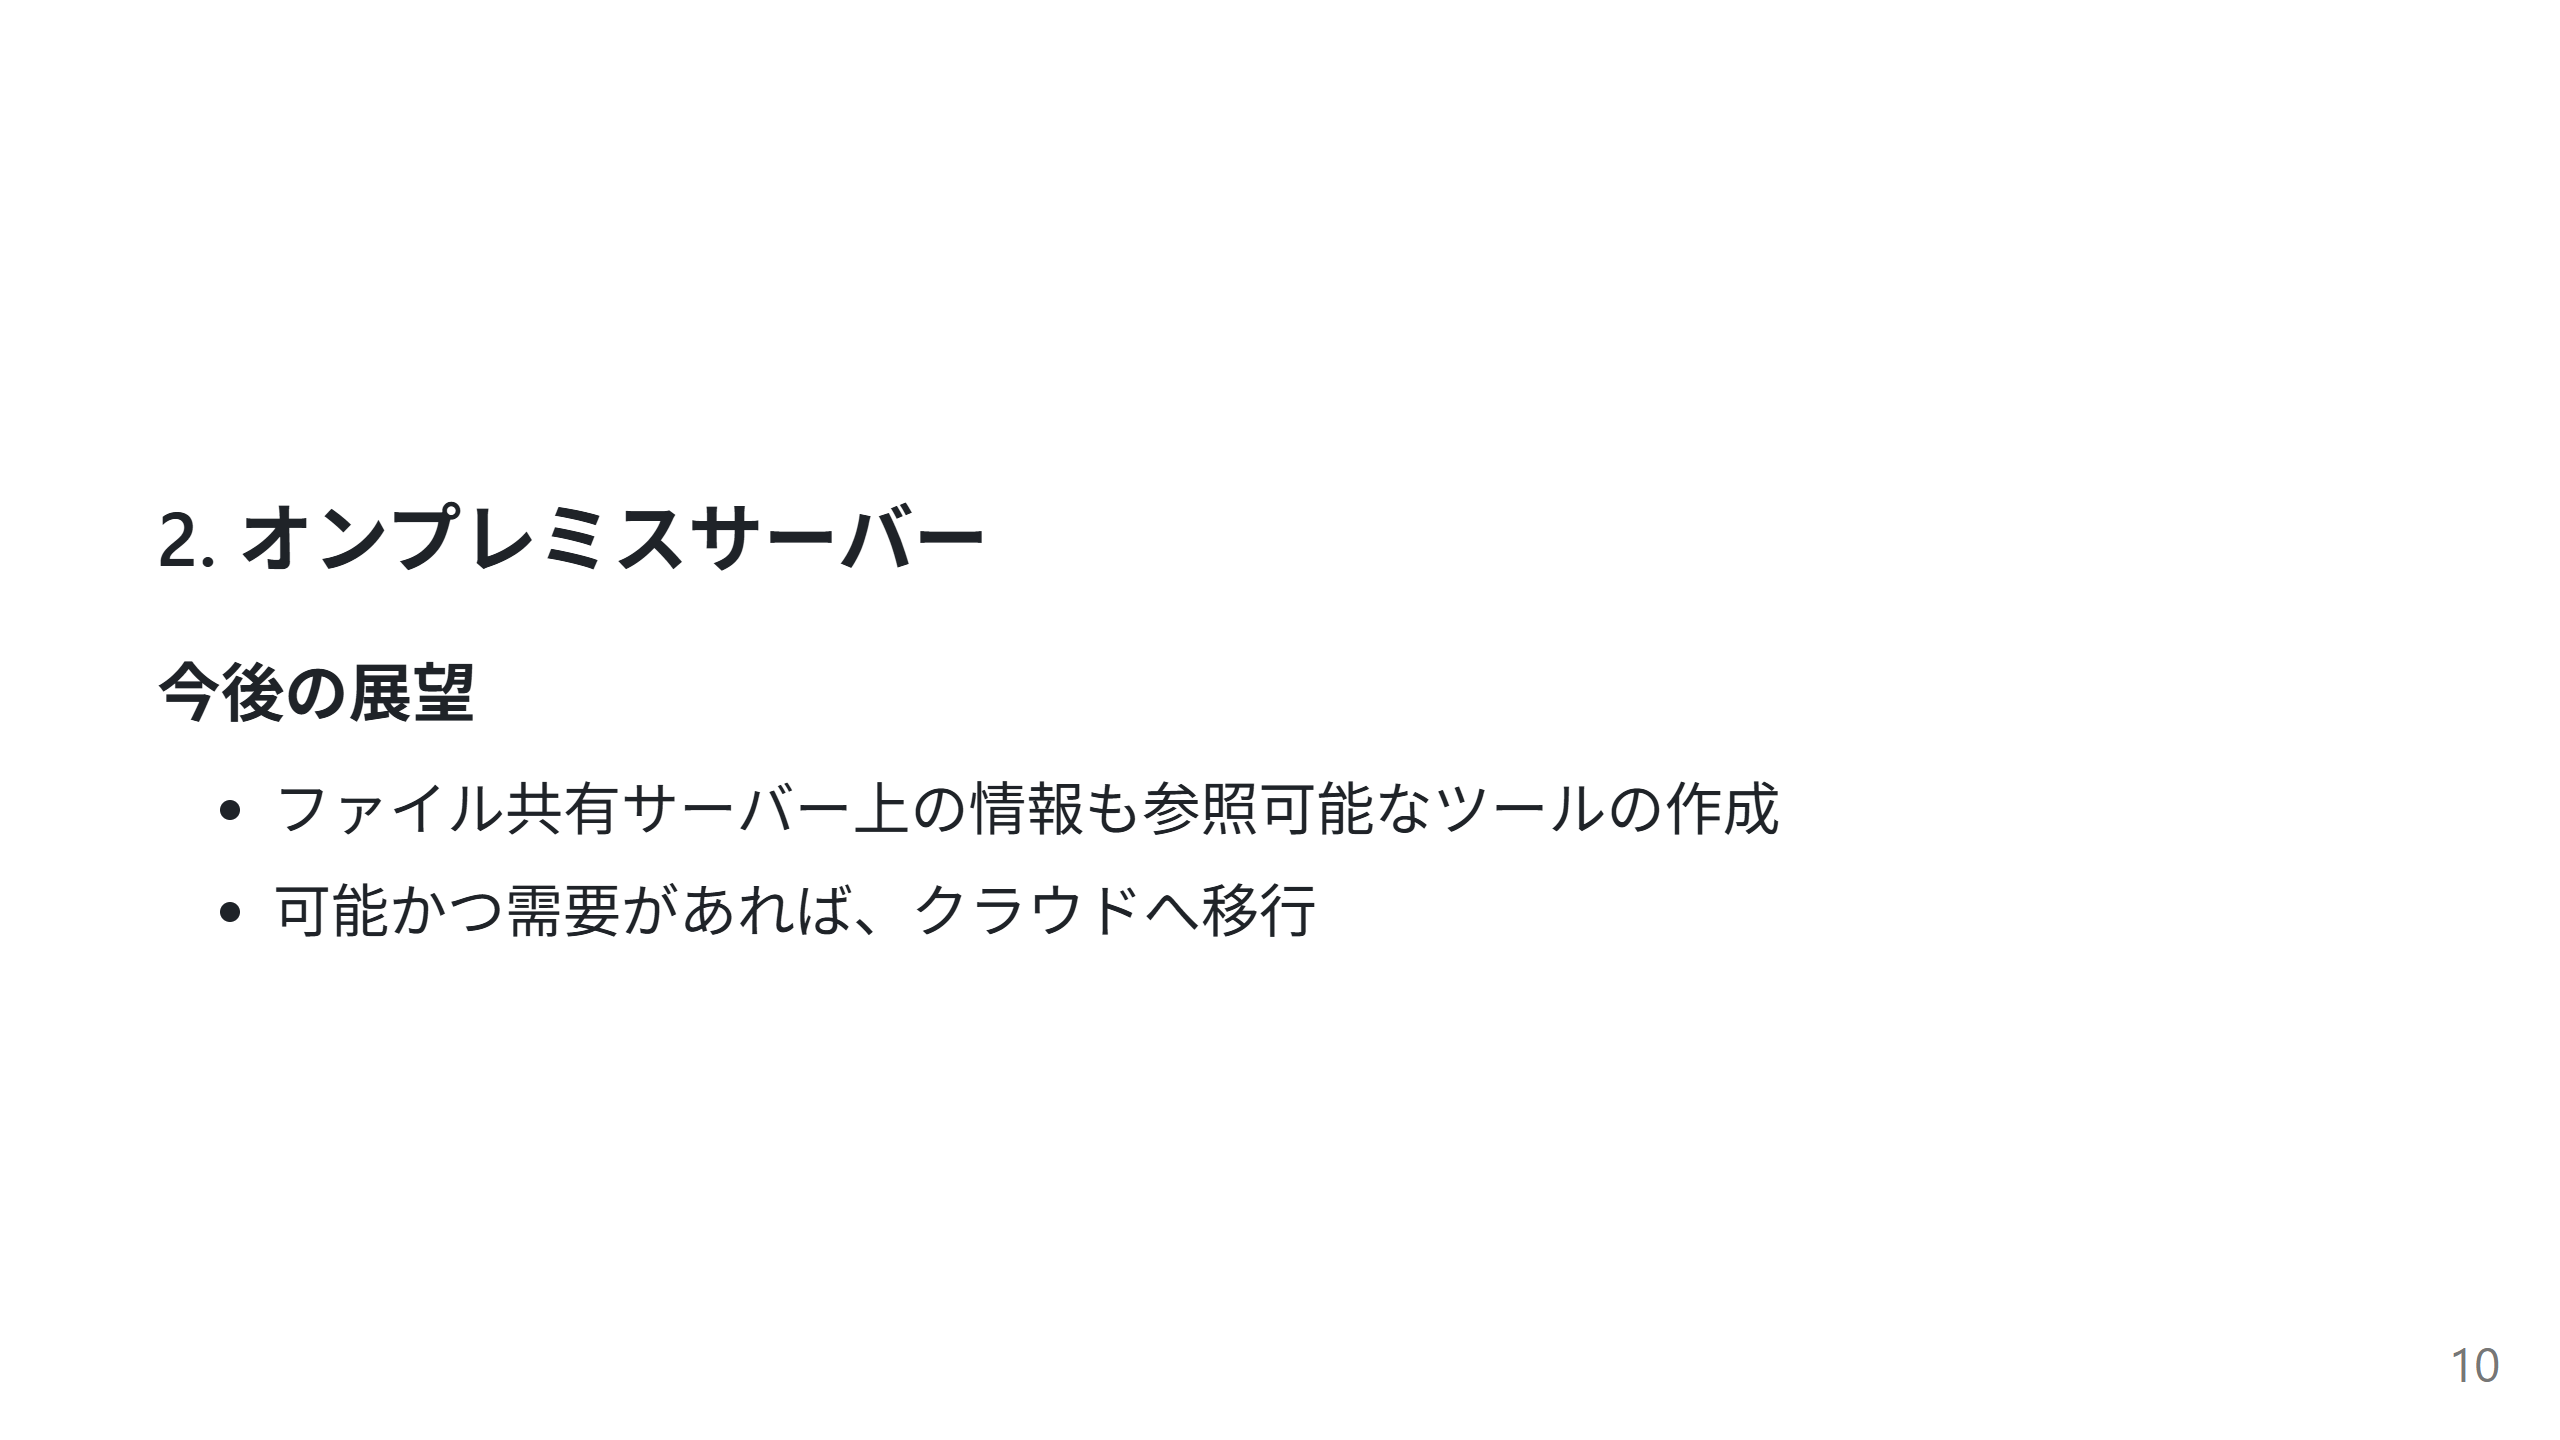 2. オンプレミスサーバー
今後の展望
• ファイル共有サーバー上の情報も参照可能なツールの作成
• 可能かつ需要があれば、クラウドへ移行
10